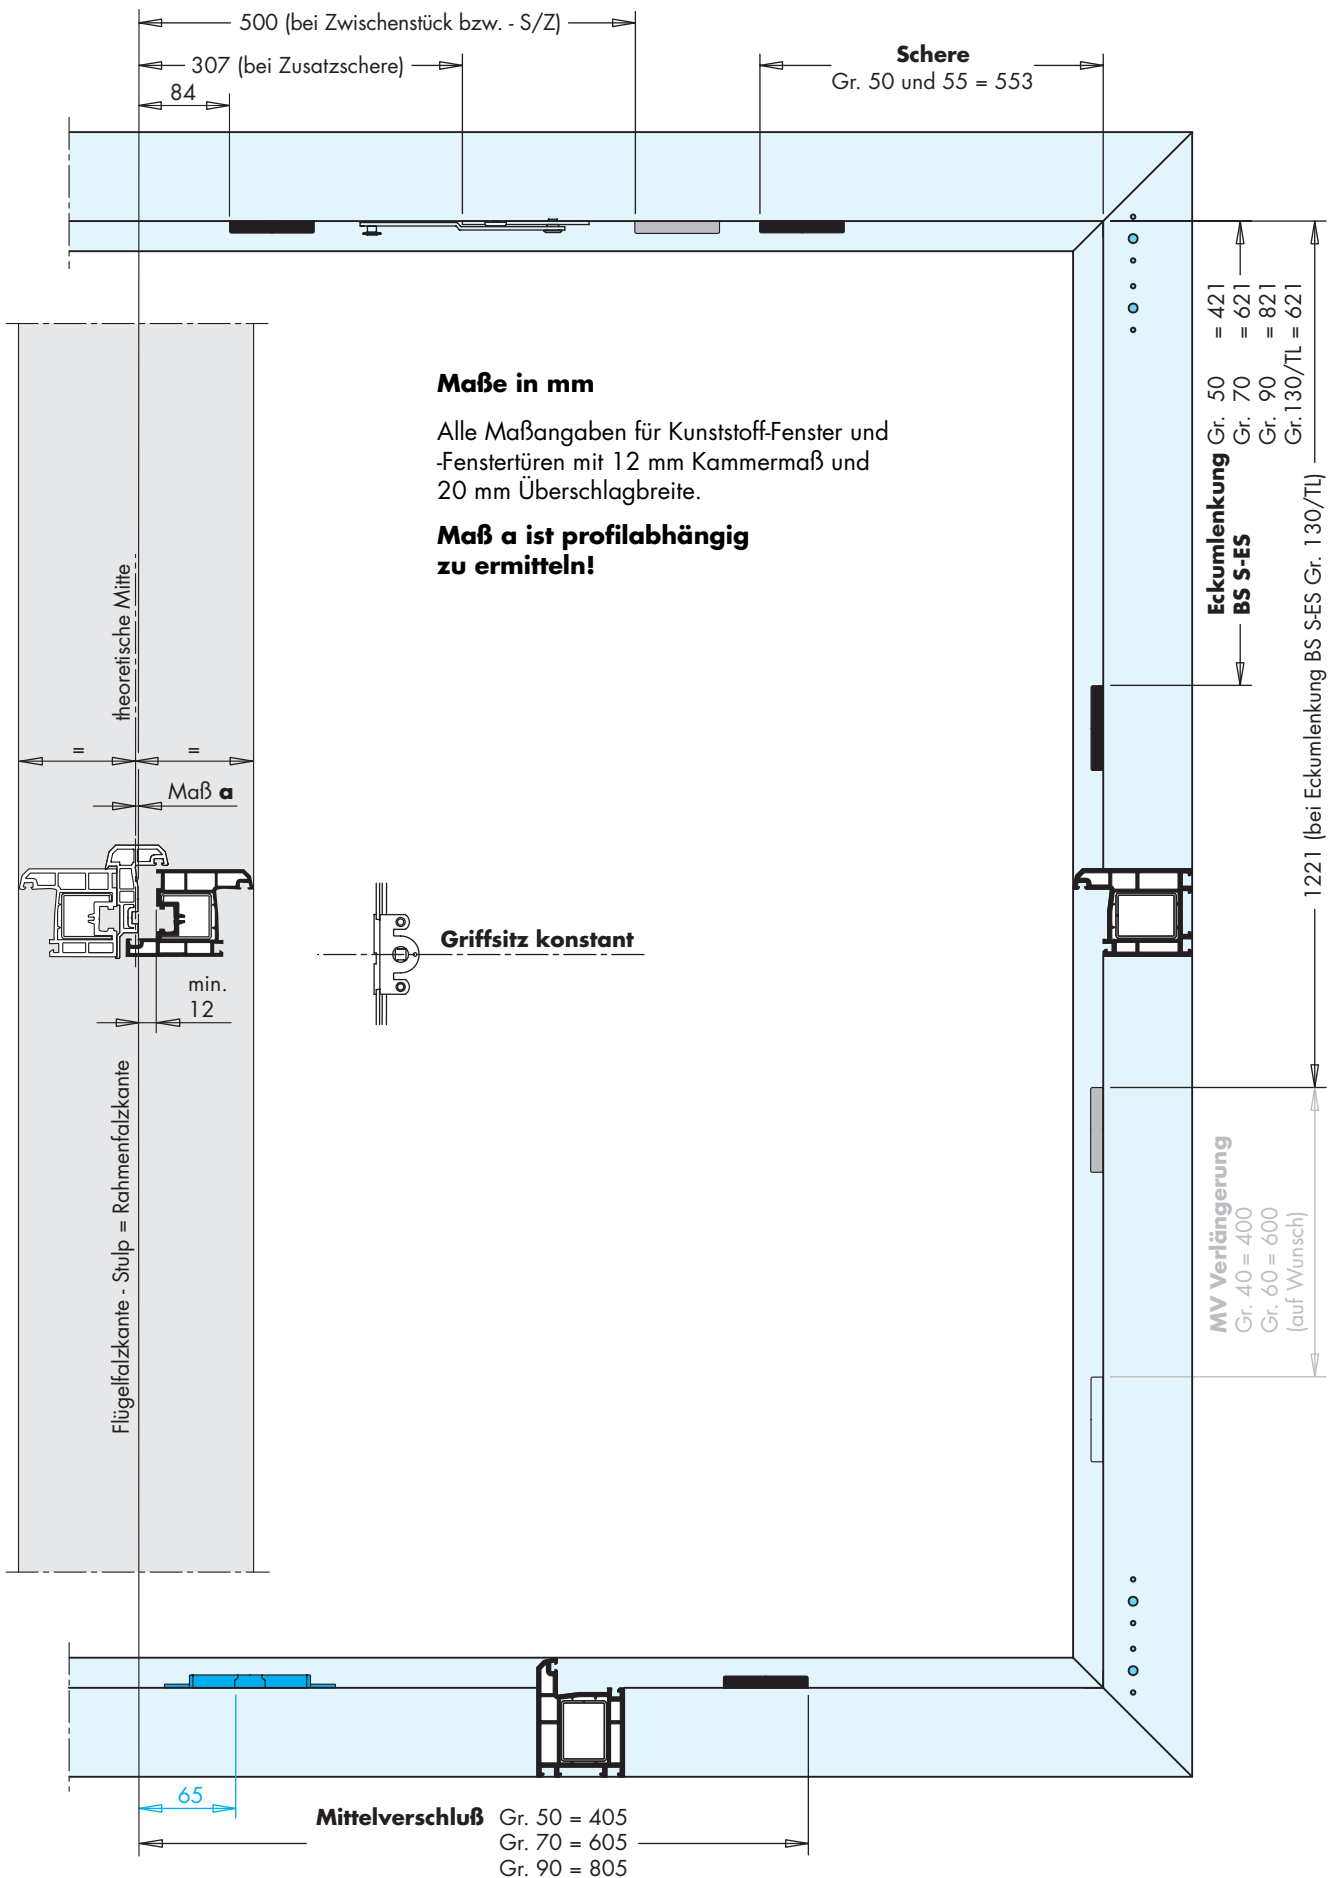 500 (bei Zwischenstück bzw. - S/Z)
307 (bei Zusatzschere)
84
Schere
Gr. 50 und 55 = 553
Maße in mm
Alle Maßangaben für Kunststoff-Fenster und
-Fenstertüren mit 12 mm Kammermaß und
20 mm Überschlagbreite.
Maß a ist profilabhängig
zu ermitteln!
Eckumlenkung
BS S-ES
Gr. 50 = 421
Gr. 70 = 621
Gr. 90 = 821
Gr.130/TL = 621
1221 (bei Eckumlenkung BS S-ES Gr. 130/TL)
theoretische Mitte
= =
Maß a
Griffsitz konstant
min.
12
Flügelfalzkante - Stulp = Rahmenfalzkante
MV Verlängerung
Gr. 40 = 400
Gr. 60 = 600
(auf Wunsch)
65
Mittelverschluß Gr. 50 = 405
Gr. 70 = 605
Gr. 90 = 805